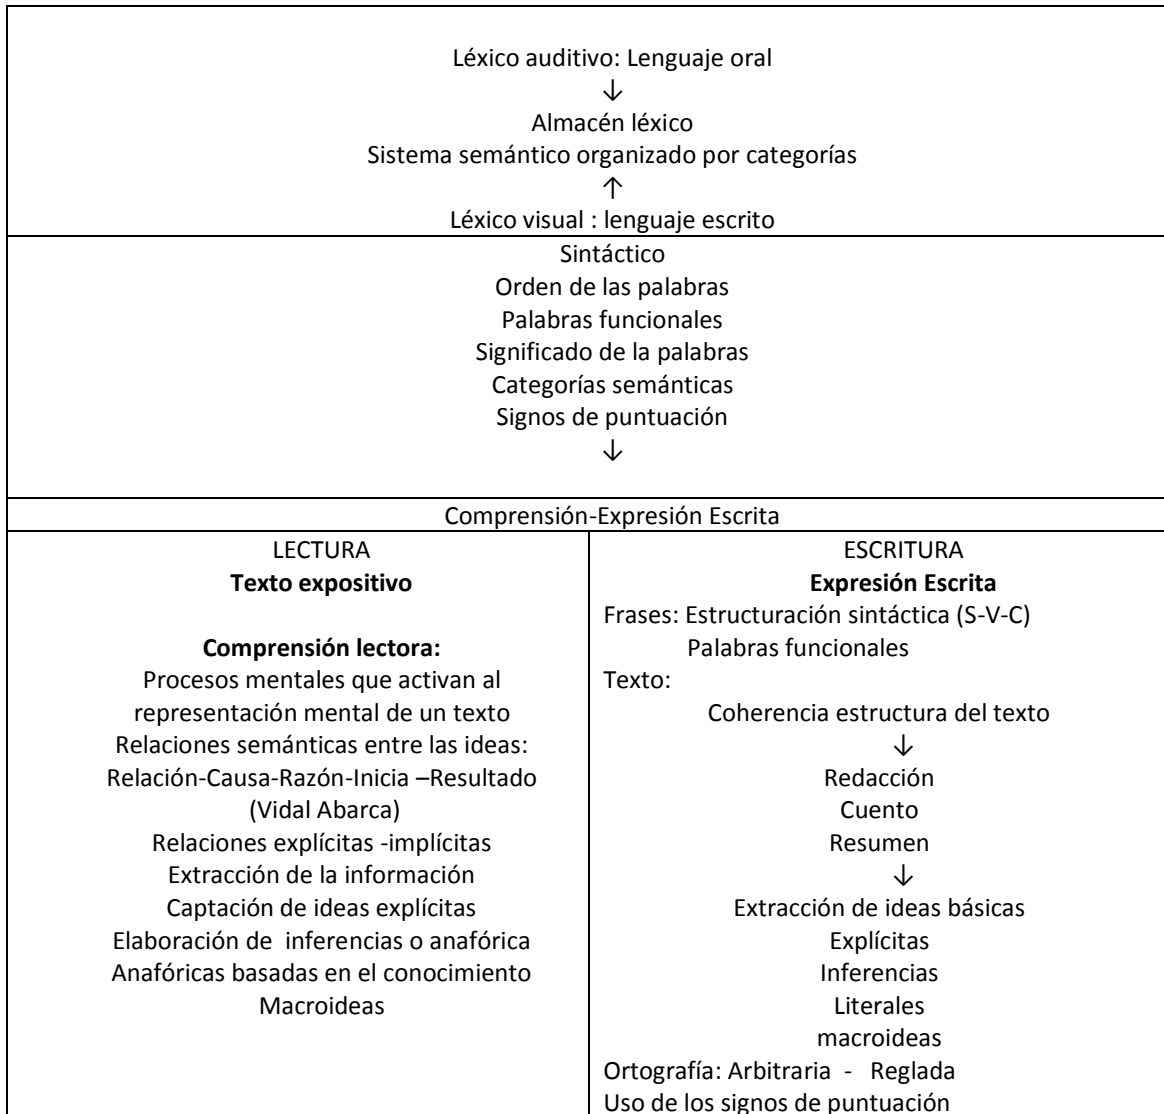 Léxico auditivo: Lenguaje oral
↓
Almacén léxico
Sistema semántico organizado por categorías
↑
Léxico visual : lenguaje escrito
Sintáctico
Orden de las palabras
Palabras funcionales
Significado de la palabras
Categorías semánticas
Signos de puntuación
↓
Comprensión-Expresión Escrita
LECTURA
Texto expositivo
Comprensión lectora:
Procesos mentales que activan al
representación mental de un texto
Relaciones semánticas entre las ideas:
Relación-Causa-Razón-Inicia –Resultado
(Vidal Abarca)
Relaciones explícitas -implícitas
Extracción de la información
Captación de ideas explícitas
Elaboración de inferencias o anafórica
Anafóricas basadas en el conocimiento
Macroideas
ESCRITURA
Expresión Escrita
Frases: Estructuración sintáctica (S-V-C)
Palabras funcionales
Texto:
Coherencia estructura del texto
↓
Redacción
Cuento
Resumen
↓
Extracción de ideas básicas
Explícitas
Inferencias
Literales
macroideas
Ortografía: Arbitraria - Reglada
Uso de los signos de puntuación